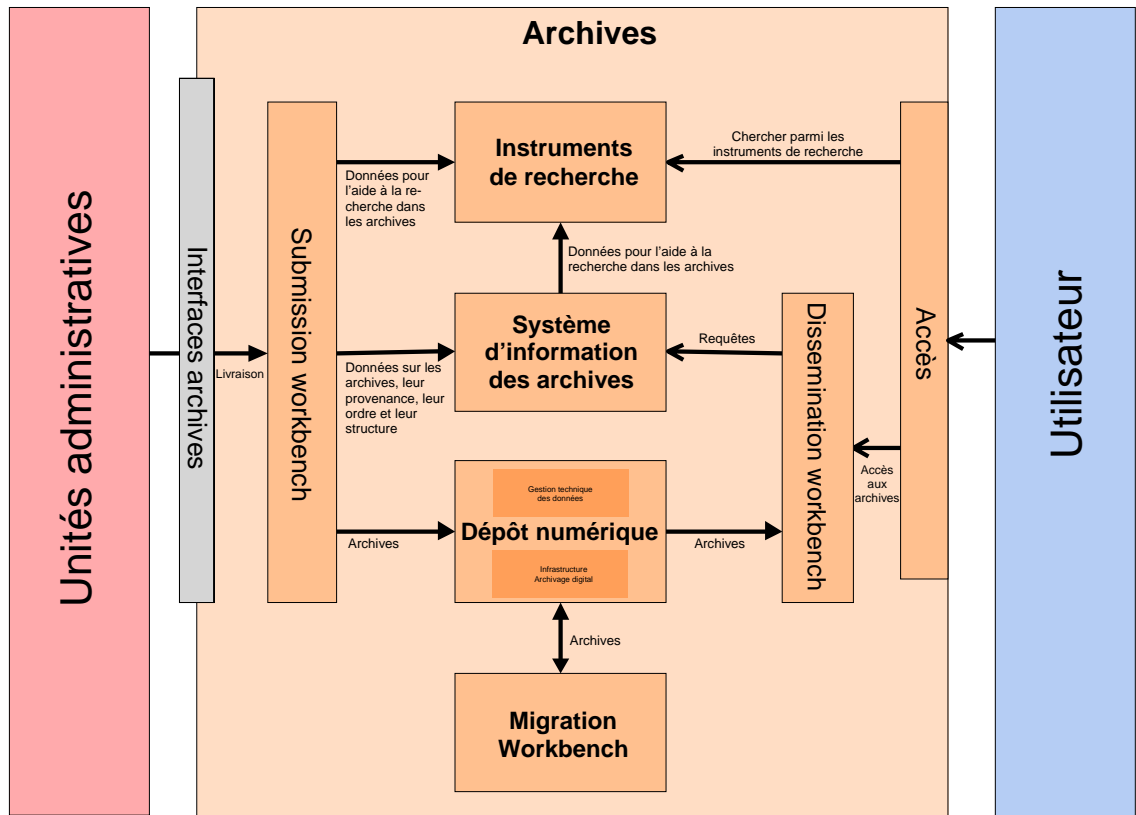 Archives
Unités administratives
Interfaces archives
Livraison
Submission workbench
Données pour
l'aide à la re-
cherche dans
les archives
Instruments
de recherche
Chercher parmi les
instruments de recherche
Données pour l'aide à la
recherche dans les archives
Données sur les
archives, leur
provenance, leur
ordre et leur
structure
Système
d'information
des archives
Requêtes
Dissemination workbench
Accès
Accès
aux
archives
Utilisateur
Archives
Gestion technique
des données
Dépôt numérique
Infrastructure
Archivage digital
Archives
Archives
Migration
Workbench